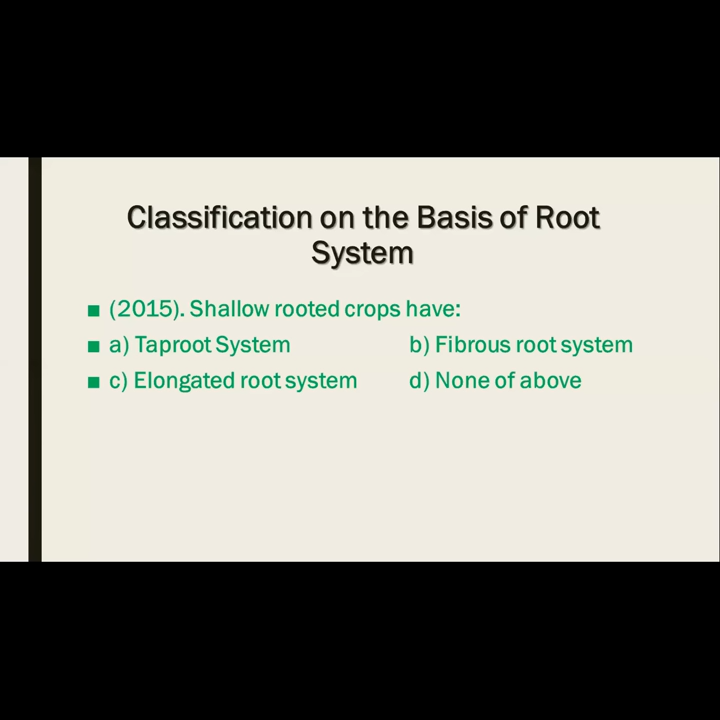 Classification on the Basis of Root
System
■ (2015). Shallow rooted crops have:
■ a) Taproot System b) Fibrous root system
■ c) Elongated root system d) None of above